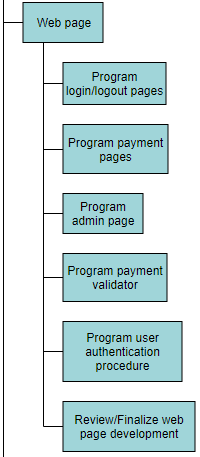 Web page
Program
login/logout pages
Program payment
pages
Program
admin page
Program payment
validator
Program user
authentication
procedure
Review/Finalize web
page development